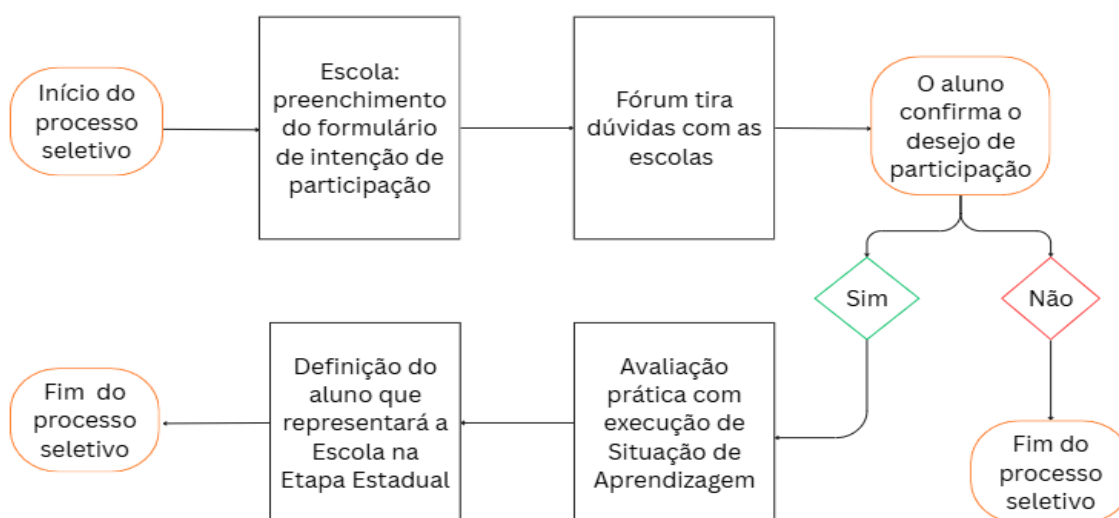 Início do
processo
seletivo
Escola:
preenchimento
do formulário
de intenção de
participação
Fórum tira
dúvidas com as
escolas
O aluno
confirma o
desejo de
participação
Sim
Não
Avaliação
prática com
execução de
Situação de
Aprendizagem
Definição do
aluno que
representará a
Escola na
Etapa Estadual
Fim do
processo
seletivo
Fim do
processo
seletivo